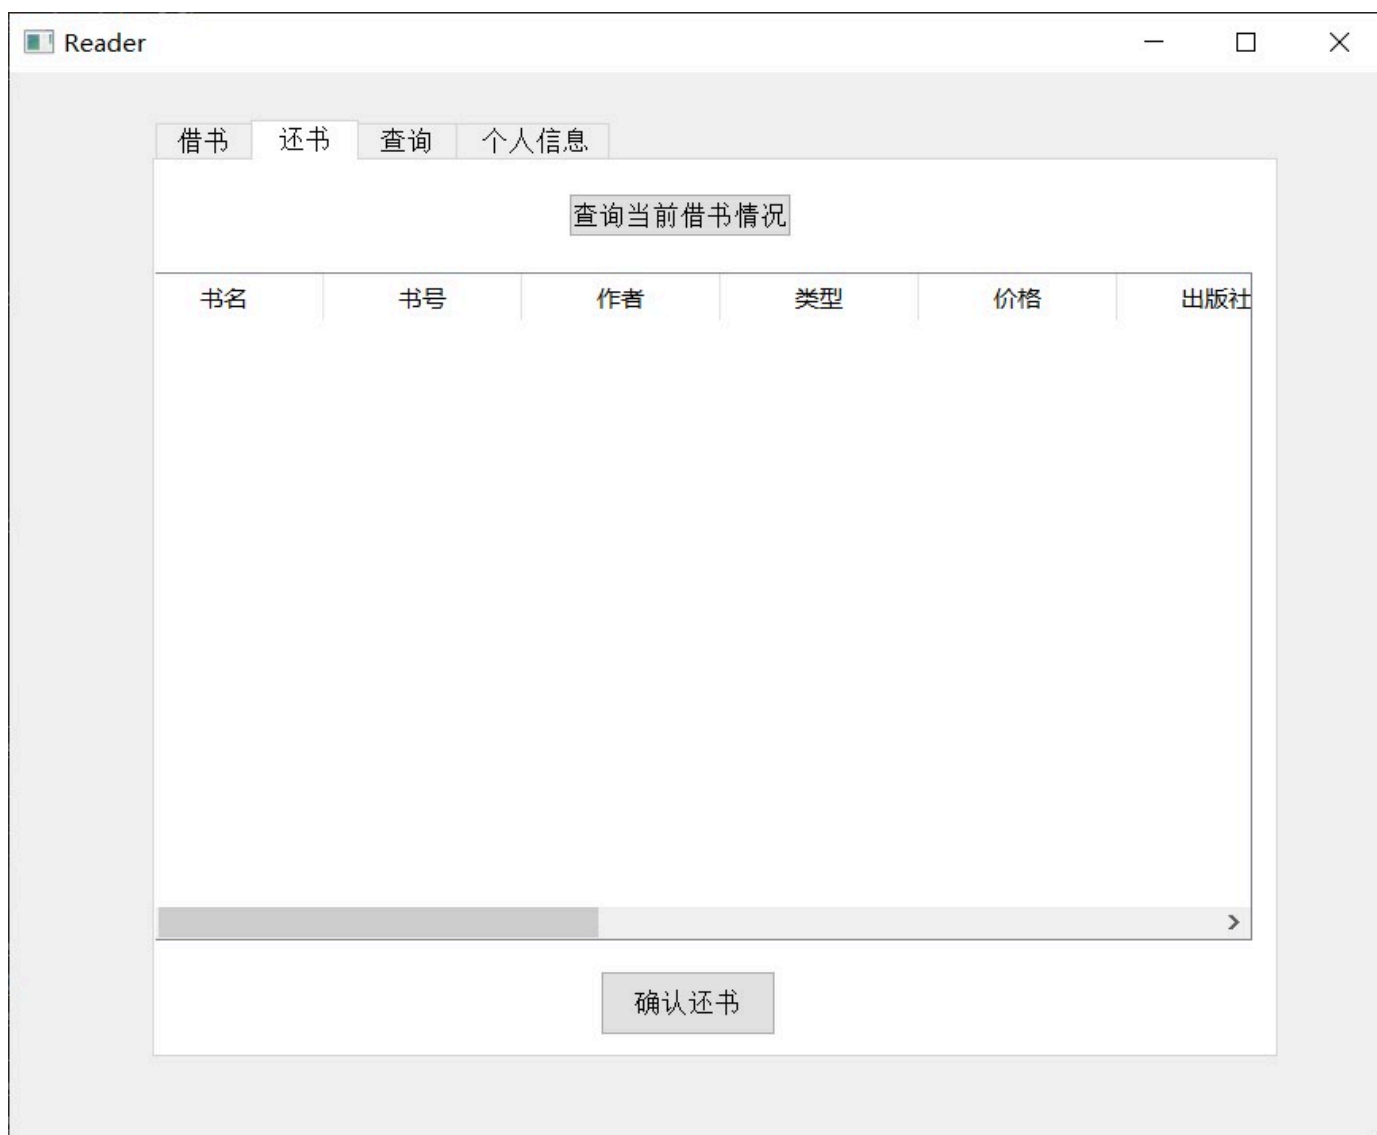 Reader
借书 还书 查询 个人信息
查询当前借书情况
书名 书号 作者 类型 价格 出版社
确认还书